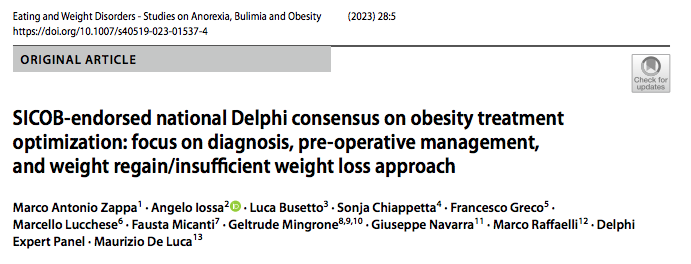 Eating and Weight Disorders - Studies on Anorexia, Bulimia and Obesity (2023) 28:5
https://doi.org/10.1007/s40519-023-01537-4
ORIGINAL ARTICLE
Check for
updates
SICOB-endorsed national Delphi consensus on obesity treatment
optimization: focus on diagnosis, pre-operative management,
and weight regain/insufficient weight loss approach
Marco Antonio Zappa1 · Angelo Iossa2 iD · Luca Busetto3 · Sonja Chiappetta4 · Francesco Greco5 ·
Marcello Lucchese6 · Fausta Micanti7 · Geltrude Mingrone8,9,10 · Giuseppe Navarra11 · Marco Raffaelli12 · Delphi
Expert Panel · Maurizio De Luca13